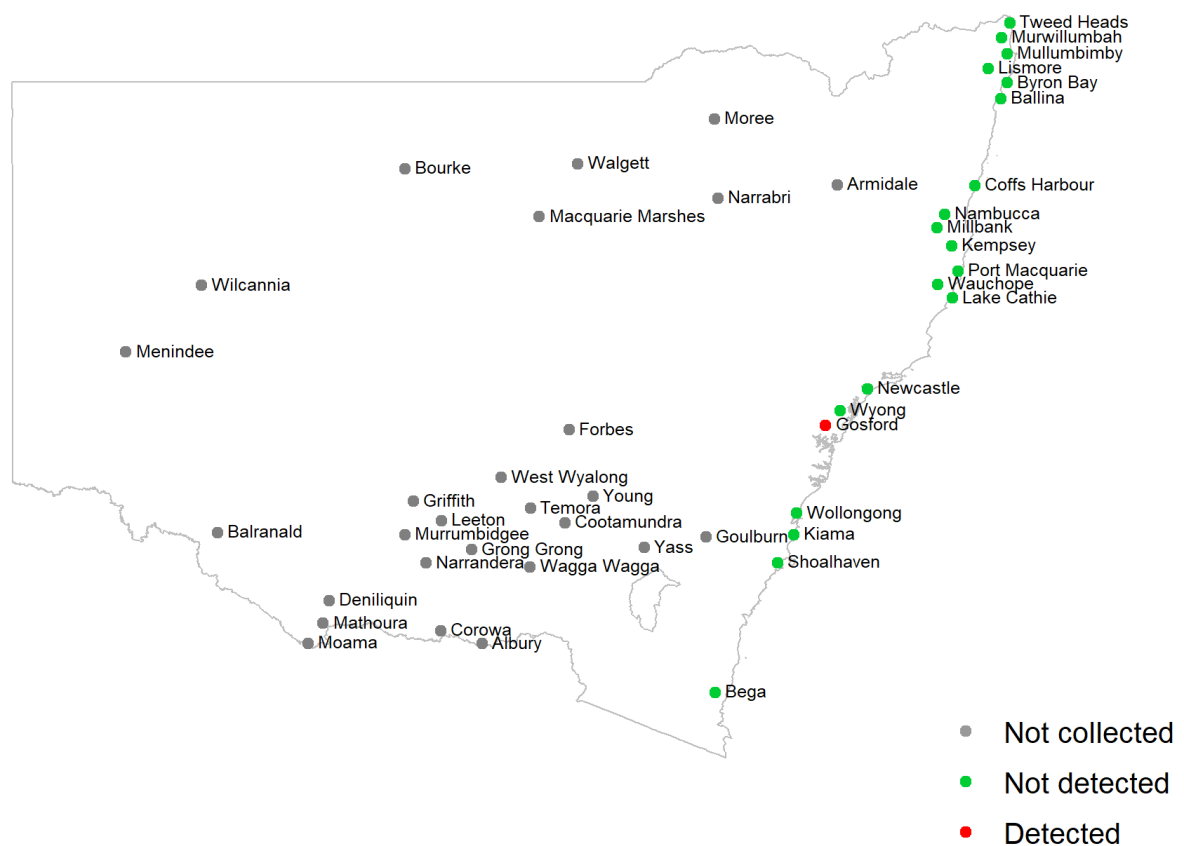 Tweed Heads
Murwillumbah
Mullumbimby
Lismore
Byron Bay
Ballina
Moree
Walgett
Bourke
Armidale
Coffs Harbour
Narrabri
Macquarie Marshes
Nambucca
Millbank
Kempsey
Port Macquarie
Wauchope
Wilcannia
Lake Cathie
Menindee
Newcastle
Wyong
Gosford
Forbes
West Wyalong
Young
Griffith
Temora
Wollongong
Leeton
Cootamundra
Balranald
Murrumbidgee
Goulburn
Kiama
Grong Grong
Yass
Narrandera
Wagga Wagga
Shoalhaven
Deniliquin
Mathoura
Corowa
Moama
Albury
Bega
Not collected
Not detected
Detected